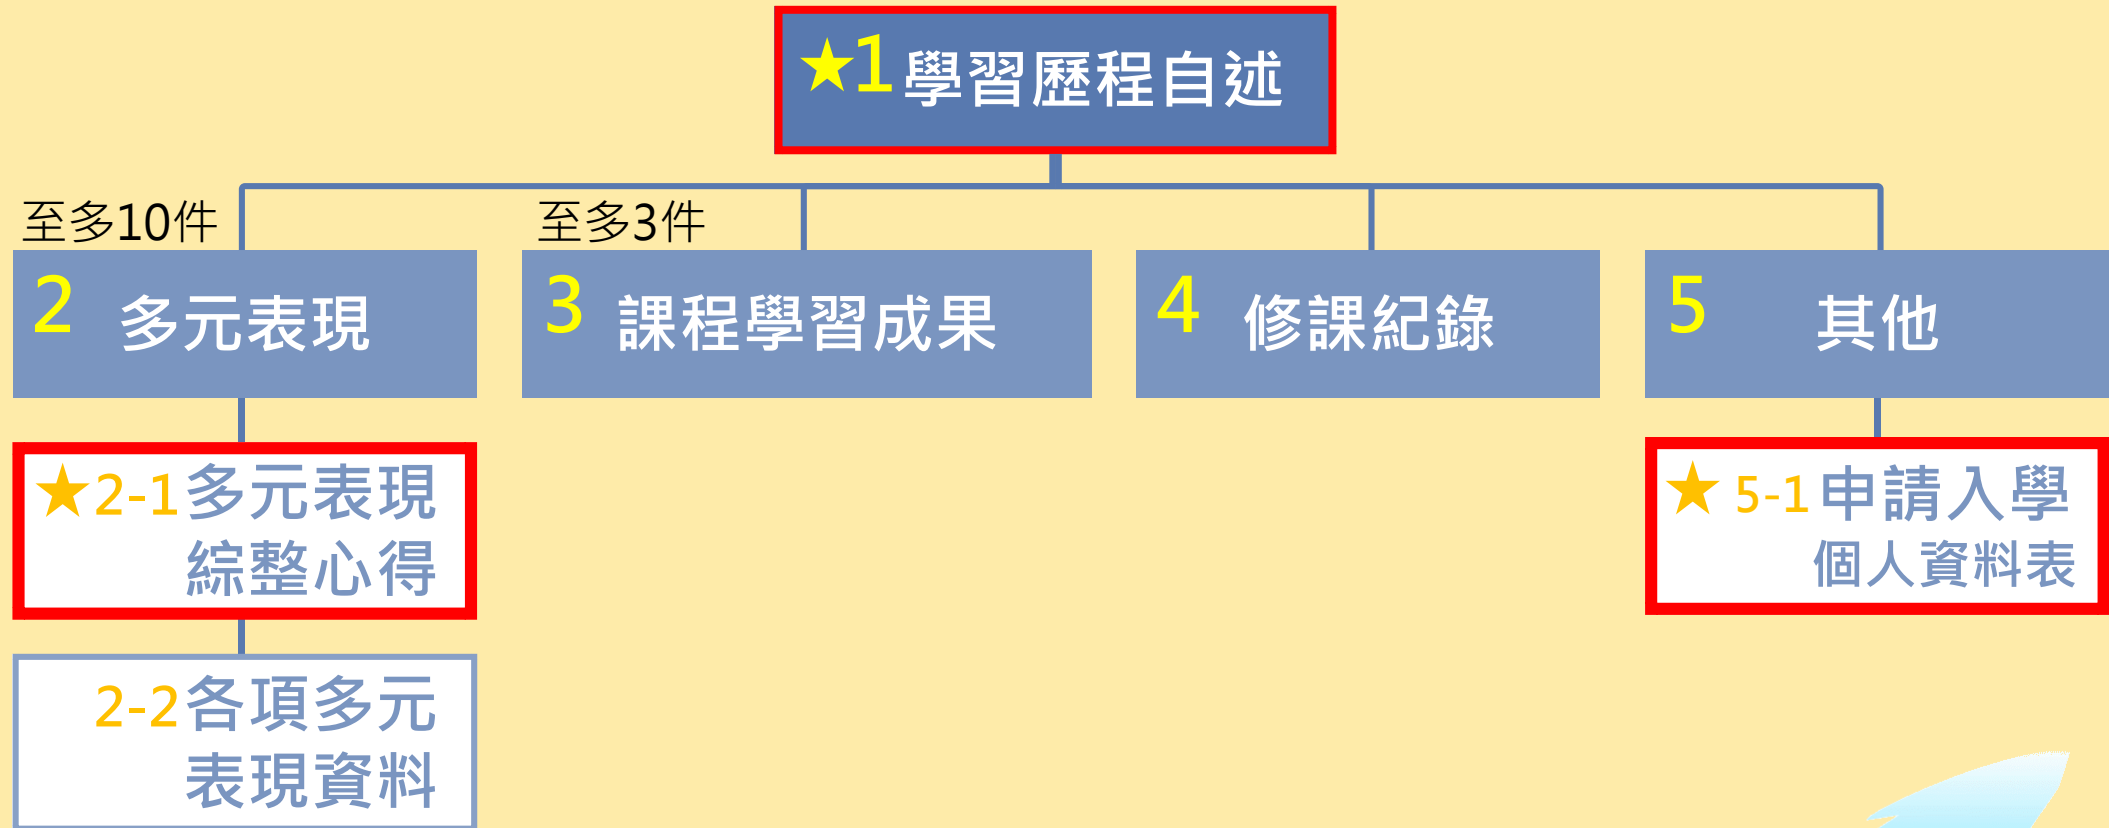 ★1學習歷程自述
至多10件
至多3件
2 多元表現
3 課程學習成果
4 修課紀錄
5 其他
★2-1多元表現
綜整心得
★ 5-1申請入學
個人資料表
2-2各項多元
表現資料